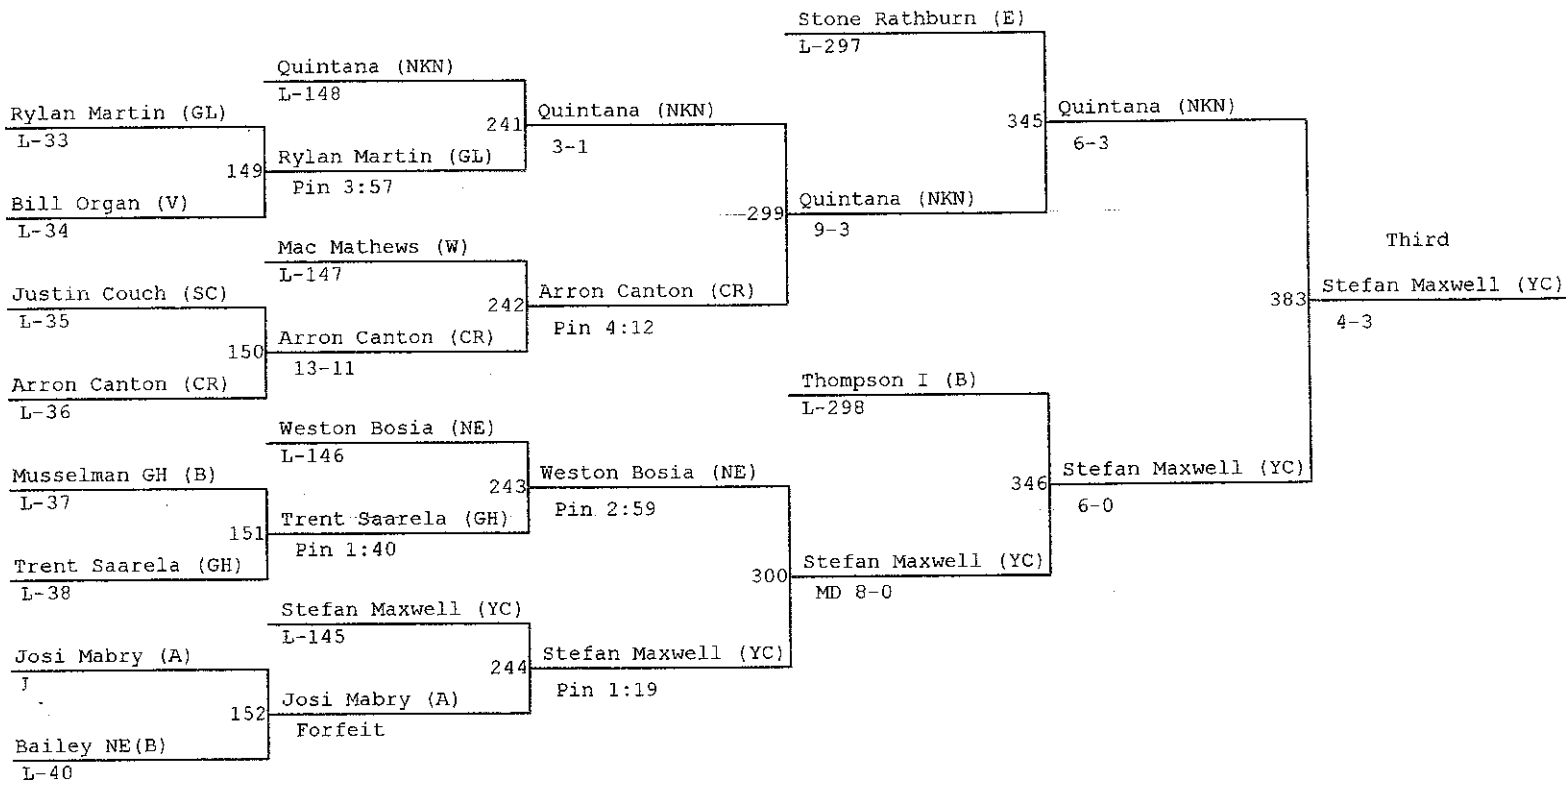 Stone Rathburn (E)
L-297
Quintana (NKN)
L-148
Rylan Martin (GL)
L-33
241
Quintana (NKN)
3-1
345
Quintana (NKN)
6-3
149
Rylan Martin (GL)
Pin 3:57
Bill Organ (V)
L-34
299
Quintana (NKN)
9-3
Mac Mathews (W)
L-147
Third
Justin Couch (SC)
L-35
242
Arron Canton (CR)
Pin 4:12
383
Stefan Maxwell (YC)
4-3
150
Arron Canton (CR)
13-11
Arron Canton (CR)
L-36
Thompson I (B)
L-298
Weston Bosia (NE)
L-146
Musselman GH (B)
L-37
243
Weston Bosia (NE)
Pin 2:59
346
Stefan Maxwell (YC)
6-0
151
Trent Saarela (GH)
Pin 1:40
Trent Saarela (GH)
L-38
300
Stefan Maxwell (YC)
MD 8-0
Stefan Maxwell (YC)
L-145
Josi Mabry (A)
244
Stefan Maxwell (YC)
Pin 1:19
152
Josi Mabry (A)
Forfeit
Bailey NE(B)
L-40